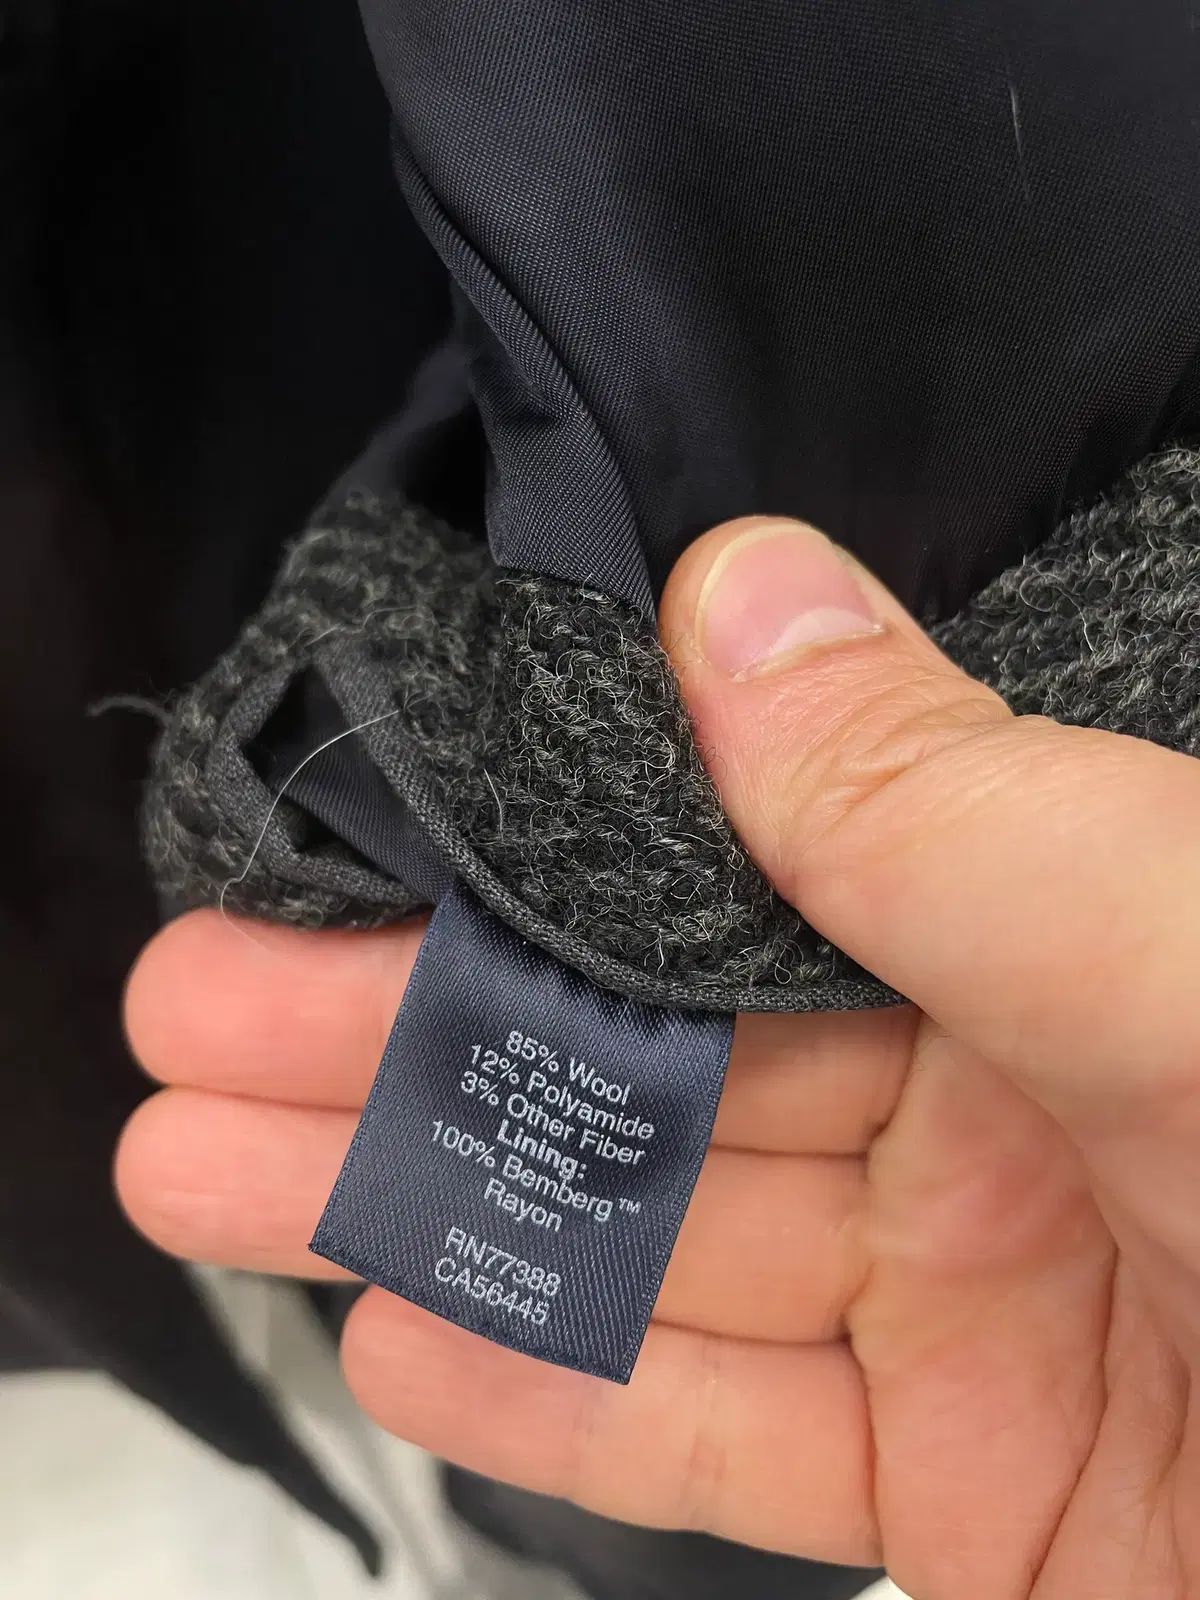 85% Wool
12% Polyamide
3% Other Fiber
Lining:
100% Bemberg™
Rayon
RN77388
CA56445